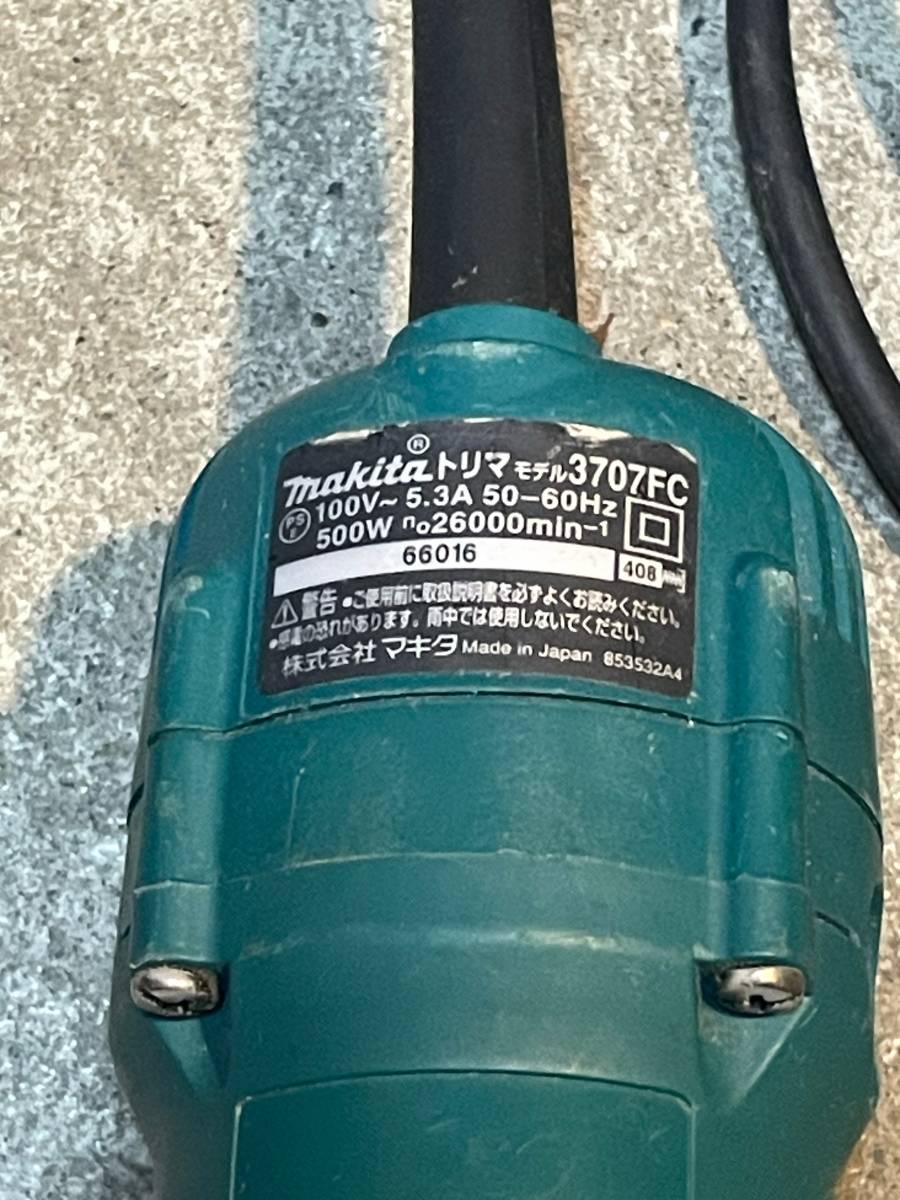 makita® トリマ モデル3707FC
PS E 100V~ 5.3A 50-60Hz
500W no26000min-1
66016 408
警告 •ご使用前に取扱説明書を必ずよくお読みください。
•感電の恐れがあります。雨中では使用しないでください。
株式会社 マキタ Made in Japan 853532A4